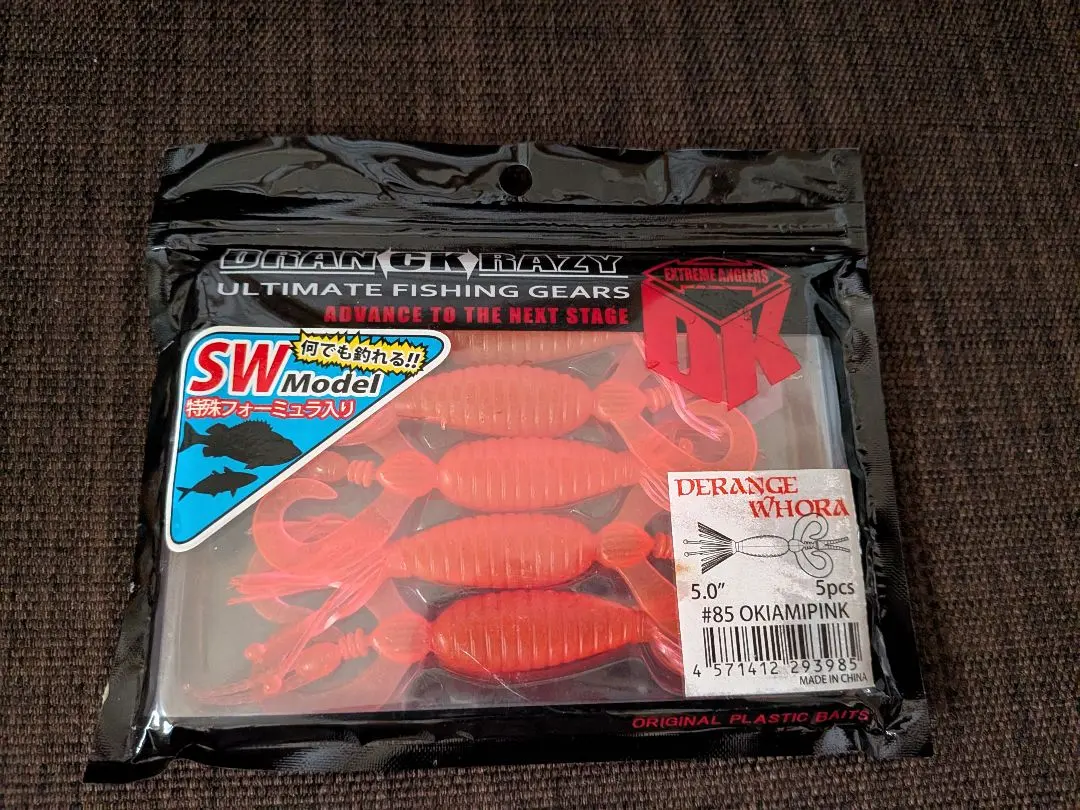 DRANCKRAZY
ULTIMATE FISHING GEARS
ADVANCE TO THE NEXT STAGE
EXTREME ANGLERS
DK
何でも釣れる!!
SW Model
特殊フォーミュラ入り
DERANGE
WHORA
5.0" 5pcs
#85 OKIAMIPINK
4 571412 293985
MADE IN CHINA
ORIGINAL PLASTIC BAITS